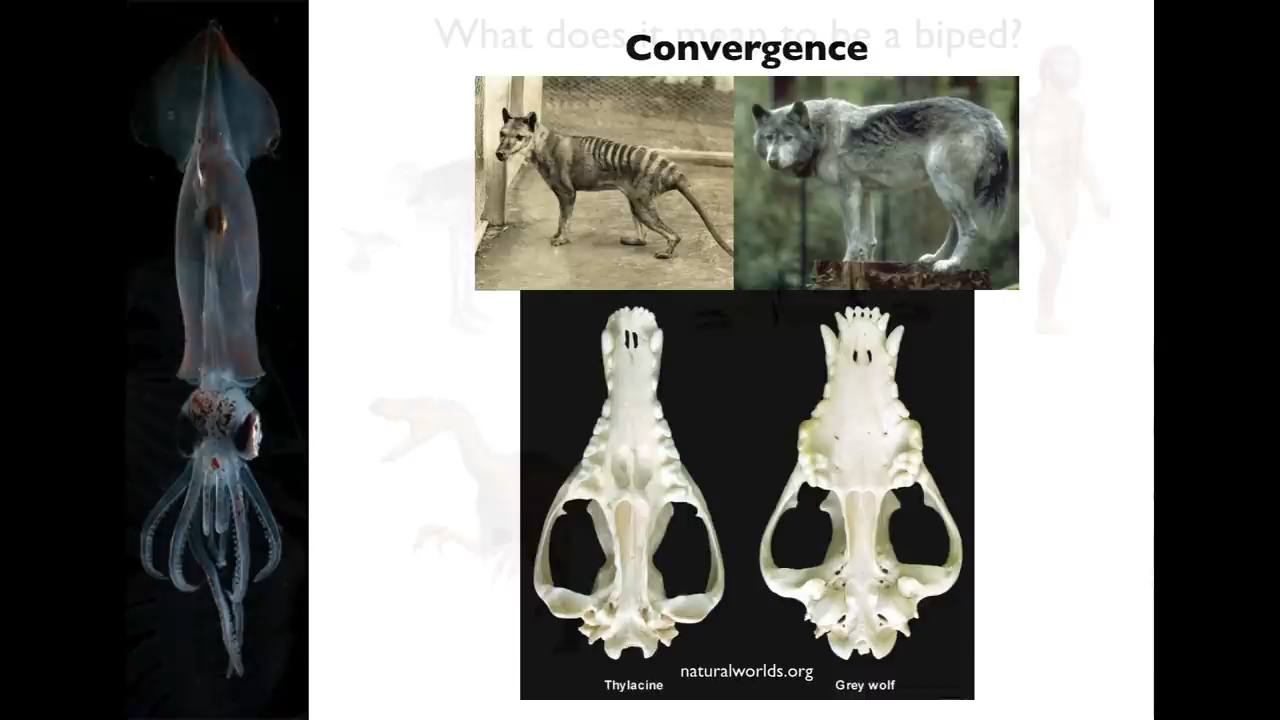 What does it mean to be a biped?
Convergence
naturalworlds.org
Thylacine
Grey wolf